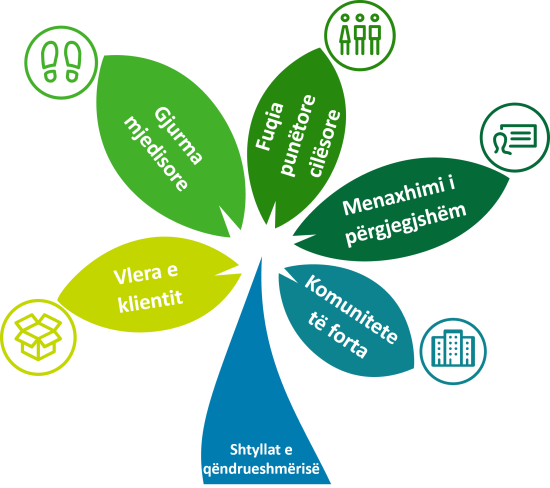 Gjurma
mjedisore
Fuqia
punëtore
cilësore
Menaxhimi i
përgjegjshëm
Vlera e
klientit
Komunitete
të forta
Shtyllat e
qëndrueshmërisë